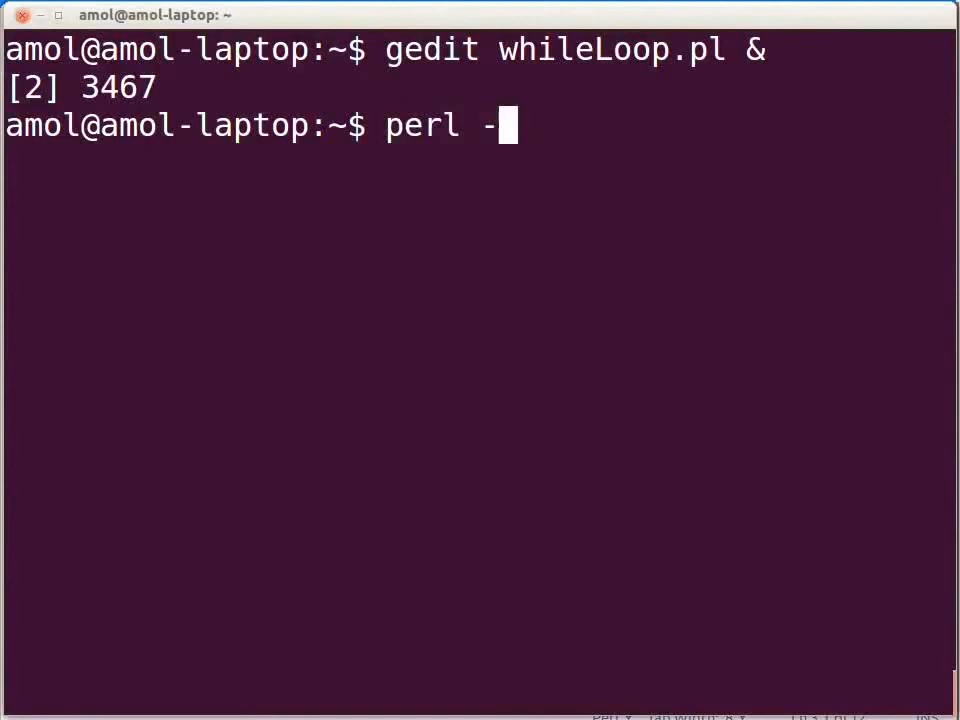 amol@amol-laptop: ~
amol@amol-laptop:~$ gedit whileLoop.pl &
[2] 3467
amol@amol-laptop:~$ perl -